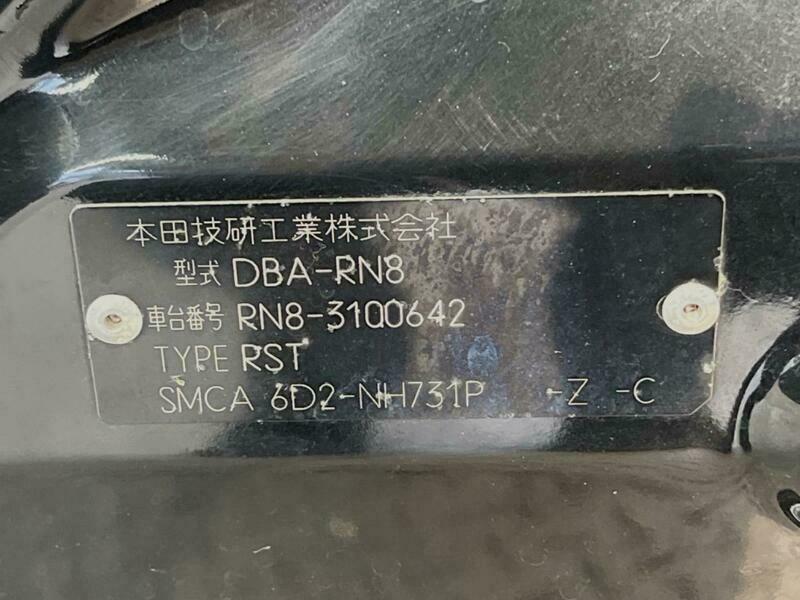 本田技研工業株式会社
型式 DBA-RN8
車台番号 RN8-3100642
TYPE RST
SMCA 6D2-NH731P -Z -C